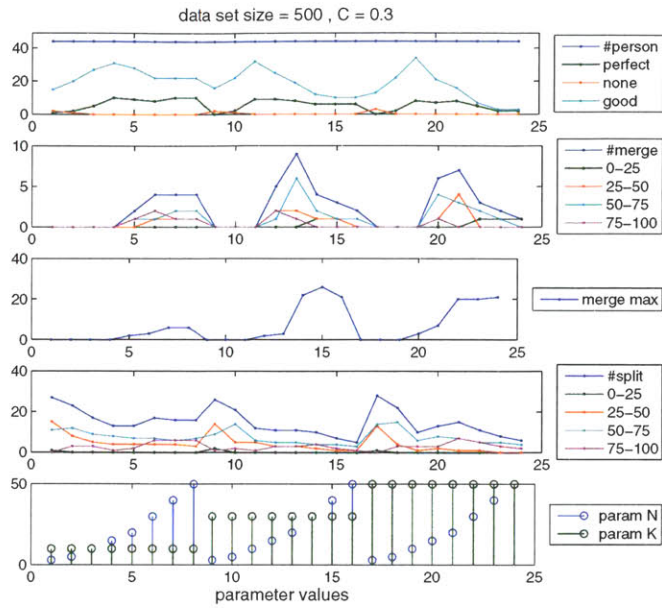 data set size = 500 , C = 0.3
40
20
0
0 5 10 15 20 25
#person
perfect
none
good
10
5
0
0 5 10 15 20 25
#merge
0-25
25-50
50-75
75-100
40
20
0
0 5 10 15 20 25
merge max
40
20
0
0 5 10 15 20 25
#split
0-25
25-50
50-75
75-100
50
0
0 5 10 15 20 25
param N
param K
parameter values